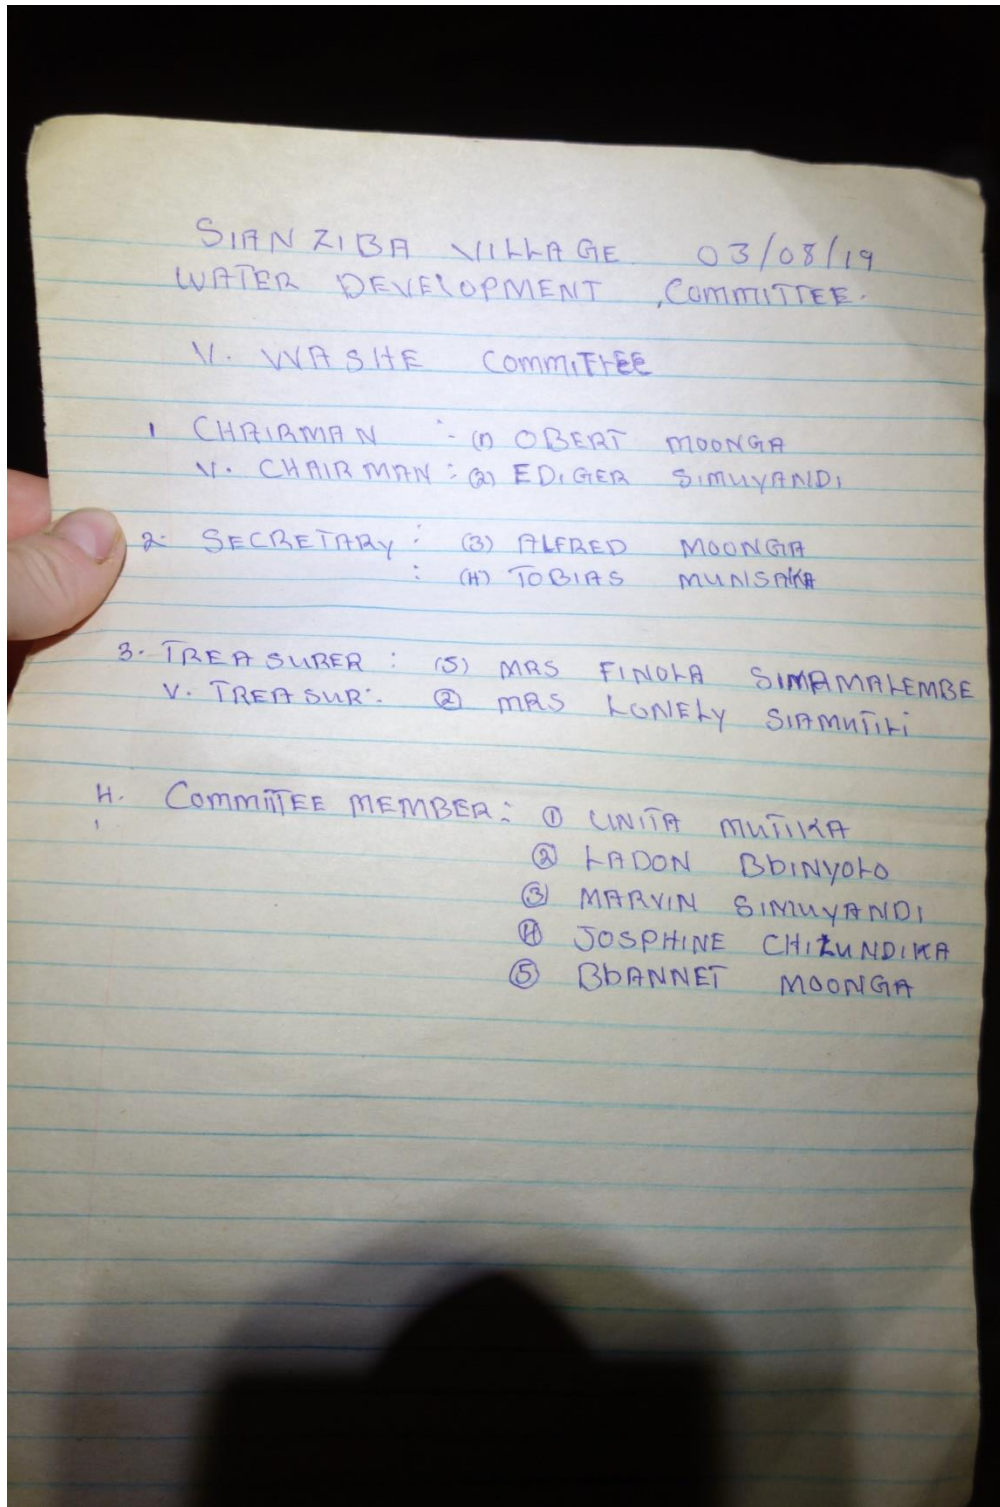 SIANZIBA VILLAGE 03/08/19
WATER DEVELOPMENT COMMITTEE.
V. WASHE COMMITTEE
1 CHAIRMAN :- (1) OBERT MOONGA
V. CHAIRMAN : (2) EDIGER SIMUYANDI
2. SECRETARY : (3) ALFRED MOONGA
: (4) TOBIAS MUNSAKA
3. TREASURER : (5) MRS FINOLA SIMAMALEMBE
V. TREASUR : ② MRS LONELY SIAMUTILI
4. COMMITTEE MEMBER : ① UNITA MUTIKA
② LADON BbINYOLO
③ MARVIN SIMUYANDI
④ JOSPHINE CHIZUNDIKA
⑤ BbANNET MOONGA